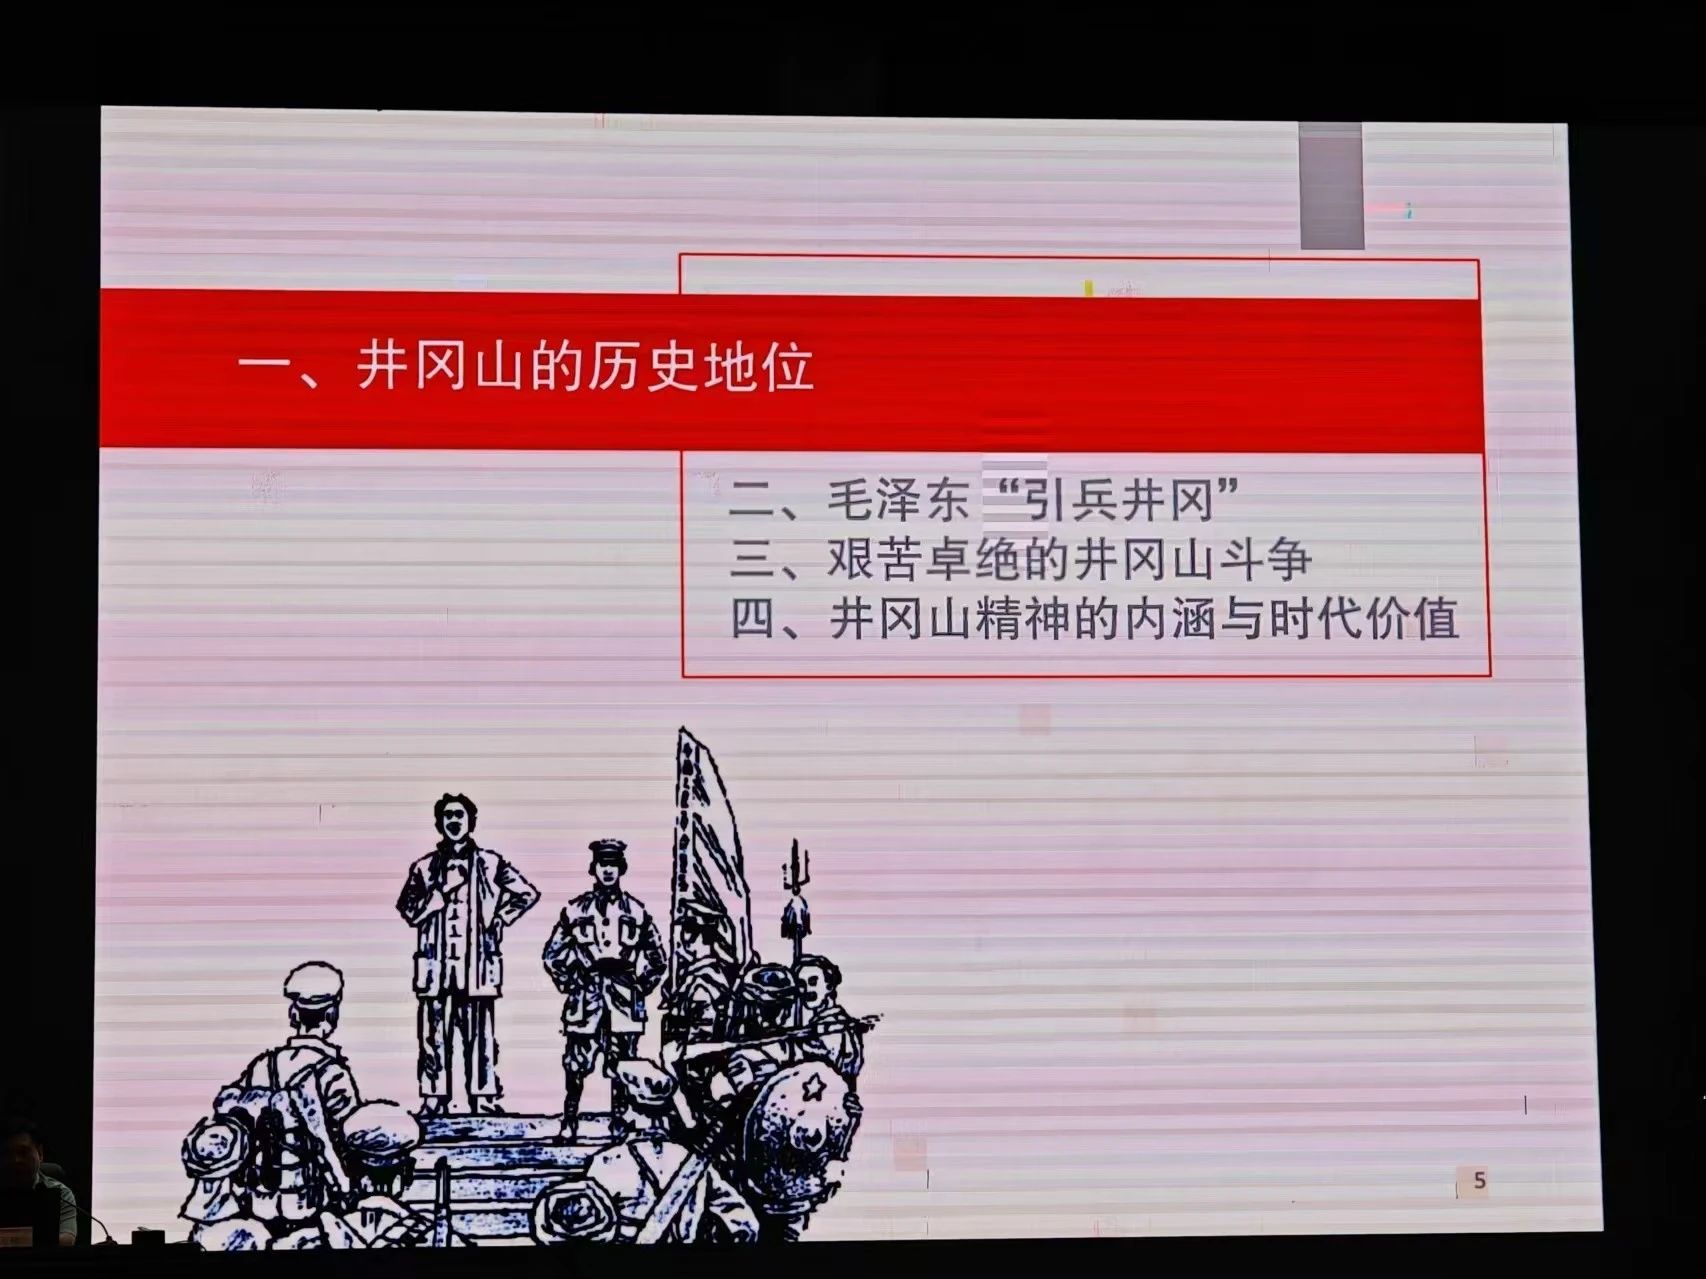 一、井冈山的历史地位
二、毛泽东“引兵井冈”
三、艰苦卓绝的井冈山斗争
四、井冈山精神的内涵与时代价值
5